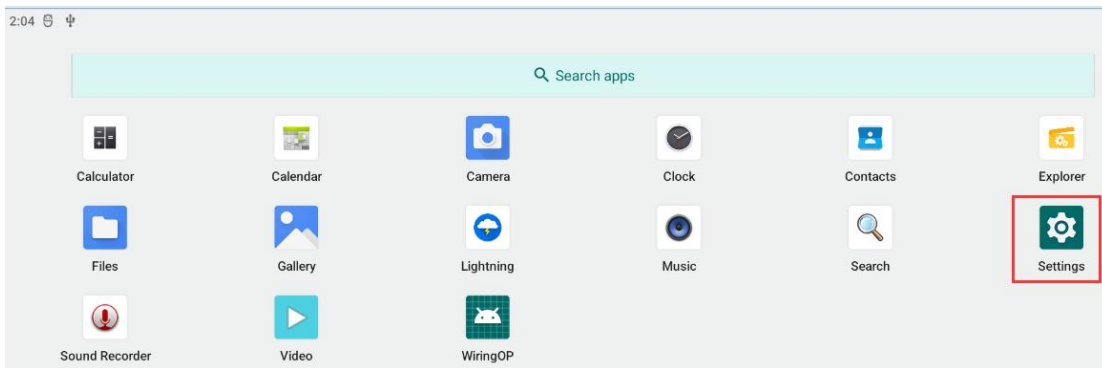 2:04
Search apps
Calculator Calendar Camera Clock Contacts Explorer
Files Gallery Lightning Music Search Settings
Sound Recorder Video WiringOP